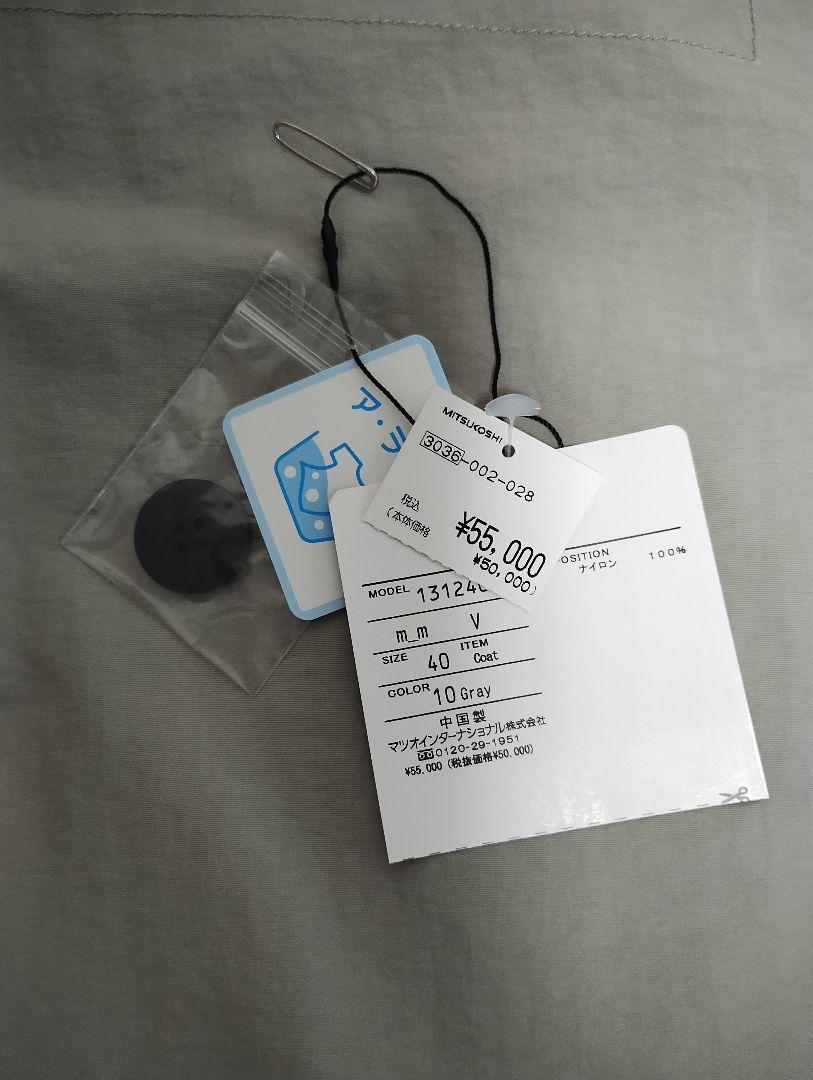 ア・ラ
MITSUKOSHI
3036-002-028
税込 ¥55,000
(本体価格 ¥50,000)
ナイロン 100%
MODEL
m_m V
SIZE 40 ITEM Coat
COLOR 10 Gray
中国製
マツオインターナショナル株式会社
0120-29-1951
¥55,000 (税抜価格¥50,000)